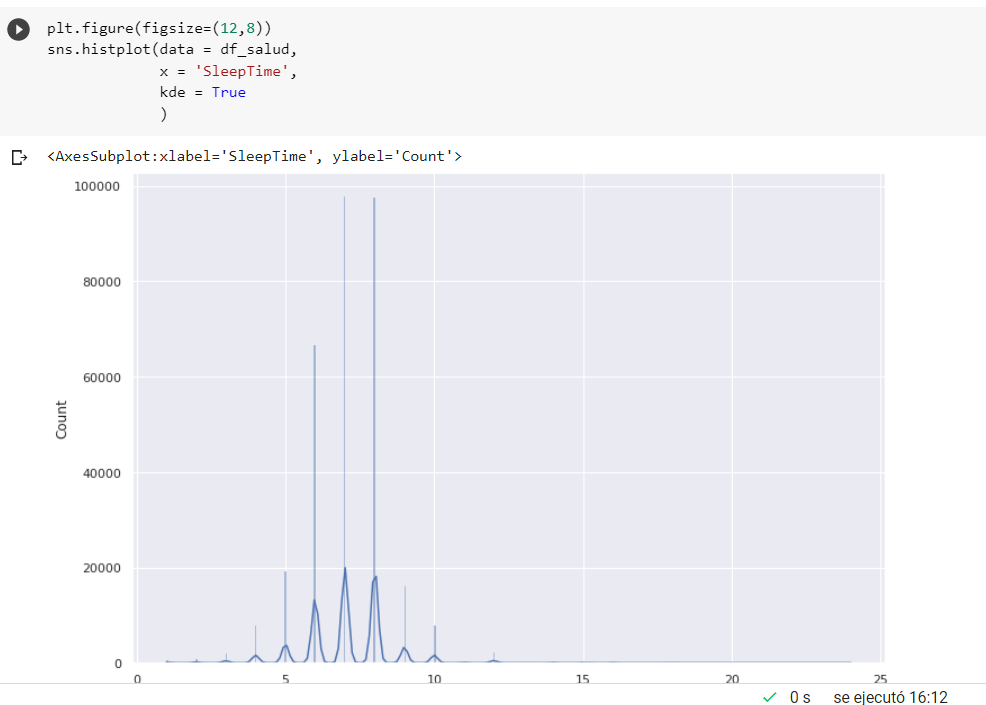 plt.figure(figsize=(12,8))
sns.histplot(data = df_salud,
x = 'SleepTime',
kde = True
)
<AxesSubplot:xlabel='SleepTime', ylabel='Count'>
100000
80000
60000
40000
20000
0
Count
0 5 10 15 20 25
0 s se ejecutó 16:12